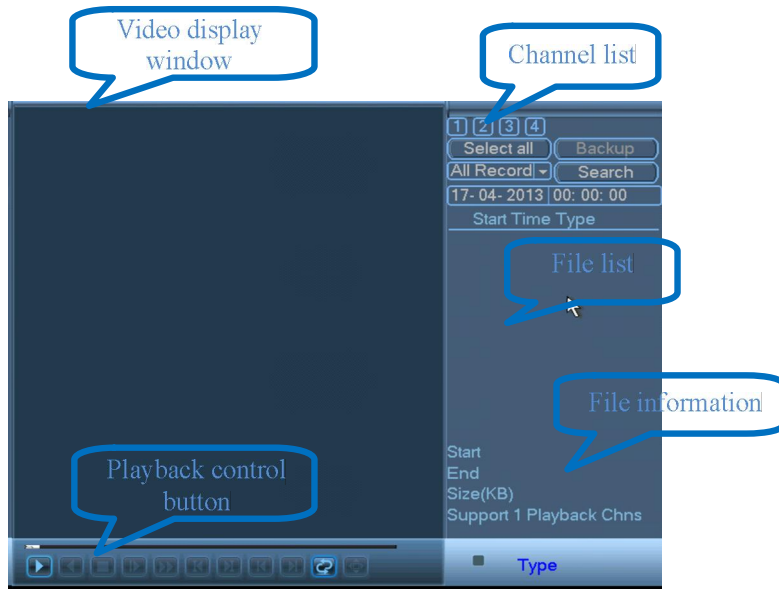 Video display
window
Channel list
1 2 3 4
Select all Backup
All Record Search
17-04-2013 00:00:00
Start Time Type
File list
File information
Start
End
Size(KB)
Support 1 Playback Chns
Playback control
button
Type